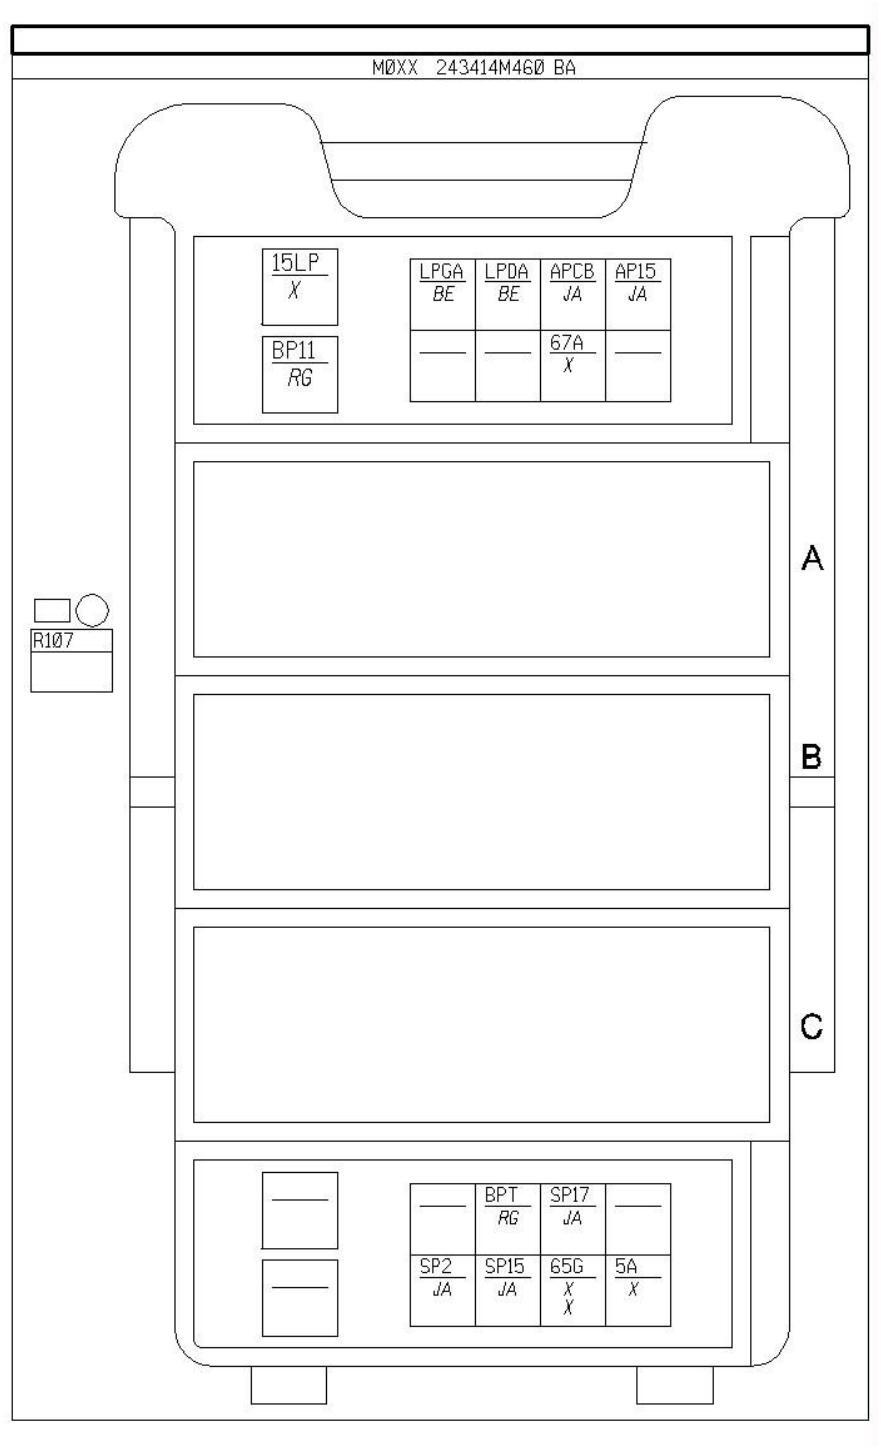 MØXX 243414M46Ø BA
15LP
X
LPGA LPDA APCB AP15
BE BE JA JA
BP11
RG
67A
X
A
R1Ø7
B
C
BPT SP17
RG JA
SP2 SP15 65G 5A
JA JA X X
X